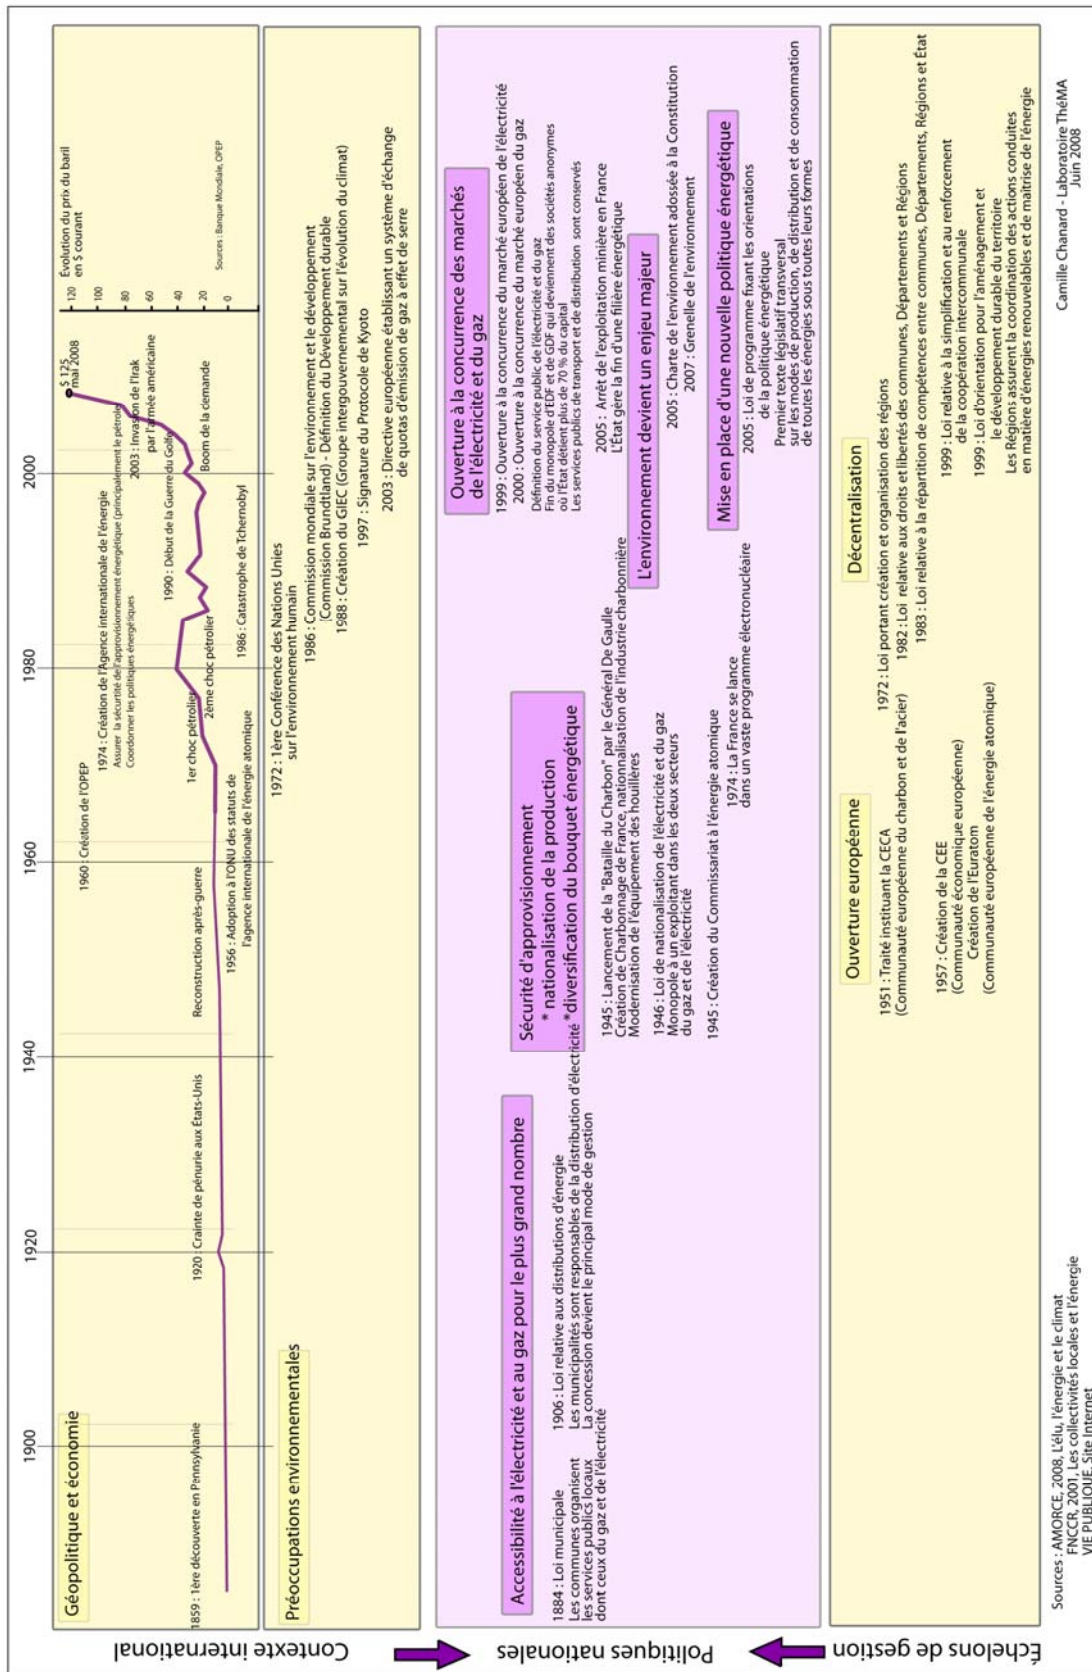 Contexte international
Géopolitique et économie
1900
1920
1940
1960
1980
2000
1859 : 1ère découverte en Pennsylvanie
1920 : Crainte de pénurie aux États-Unis
Reconstruction après-guerre
1956 : Adoption à l'ONU des statuts de
l'agence internationale de l'énergie atomique
1960 : Création de l'OPEP
1974 : Création de l'Agence internationale de l'énergie
Assurer la sécurtité de l'approvisionnement énergétique (principalement le pétrole)
Coordonner les politiques énergétiques
1er choc pétrolier
2ème choc pétrolier
1986 : Catastrophe de Tchernobyl
1990 : Début de la Guerre du Golfe
2003 : Invasion de l'Irak
par l'armée américaine
Boom de la demande
$ 125
mai 2008
Évolution du prix du baril
en $ courant
120
100
80
60
40
20
0
Sources : Banque Mondiale, OPEP
Préoccupations environnementales
1972 : 1ère Conférence des Nations Unies
sur l'environnement humain
1986 : Commission mondiale sur l'environnement et le développement
(Commission Brundtland) - Définition du Développement durable
1988 : Création du GIEC (Groupe intergouvernemental sur l'évolution du climat)
1997 : Signature du Protocole de Kyoto
2003 : Directive européenne établissant un système d'échange
de quotas d'émission de gaz à effet de serre
Politiques nationales
Accessibilité à l'électricité et au gaz pour le plus grand nombre
1884 : Loi municipale
Les communes organisent
les services publics locaux
dont ceux du gaz et de l'électricité
1906 : Loi relative aux distributions d'énergie
Les municipalités sont responsables de la distribution d'électricité
La concession devient le principal mode de gestion
Sécurité d'approvisionnement
* nationalisation de la production
*diversification du bouquet énergétique
1945 : Lancement de la "Bataille du Charbon" par le Général De Gaulle
Création de Charbonnage de France, nationnalisation de l'industrie charbonnière
Modernisation de l'équipement des houillères
1946 : Loi de nationalisation de l'électricité et du gaz
Monopole à un exploitant dans les deux secteurs
du gaz et de l'électricité
1945 : Création du Commissariat à l'énergie atomique
1974 : La France se lance
dans un vaste programme électronucléaire
Ouverture à la concurrence des marchés
de l'électricité et du gaz
1999 : Ouverture à la concurrence du marché européen de l'électricité
2000 : Ouverture à la concurrence du marché européen du gaz
Définition du service public de l'électricité et du gaz
Fin du monopole d'EDF et de GDF qui deviennent des sociétés anonymes
où l'État détient plus de 70 % du capital
Les services publics de transport et de distribution sont conservés
2005 : Arrêt de l'exploitation minière en France
L'État gère la fin d'une filière énergétique
L'environnement devient un enjeu majeur
2005 : Charte de l'environnement adossée à la Constitution
2007 : Grenelle de l'environnement
Mise en place d'une nouvelle politique énergétique
2005 : Loi de programme fixant les orientations
de la politique énergétique
Premier texte législatif transversal
sur les modes de production, de distribution et de consommation
de toutes les énergies sous toutes leurs formes
Échelons de gestion
Ouverture européenne
1951 : Traité instituant la CECA
(Communauté européenne du charbon et de l'acier)
1957 : Création de la CEE
(Communauté économique européenne)
Création de l'Euratom
(Communauté européenne de l'énergie atomique)
Décentralisation
1972 : Loi portant création et organisation des régions
1982 : Loi relative aux droits et libertés des communes, Départements et Régions
1983 : Loi relative à la répartition de compétences entre communes, Départements, Régions et État
1999 : Loi relative à la simplification et au renforcement
de la coopération intercommunale
1999 : Loi d'orientation pour l'aménagement et
le développement durable du territoire
Les Régions assurent la coordination des actions conduites
en matière d'énergies renouvelables et de maîtrise de l'énergie
Sources : AMORCE, 2008, L'élu, l'énergie et le climat
FNCCR, 2001, Les collectivités locales et l'énergie
VIE PUBLIQUE, Site Internet
Camille Chanard - Laboratoire ThéMA
Juin 2008